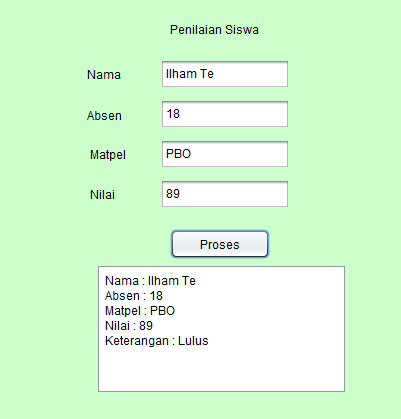 Penilaian Siswa
Nama Ilham Te
Absen 18
Matpel PBO
Nilai 89
Proses
Nama : Ilham Te
Absen : 18
Matpel : PBO
Nilai : 89
Keterangan : Lulus